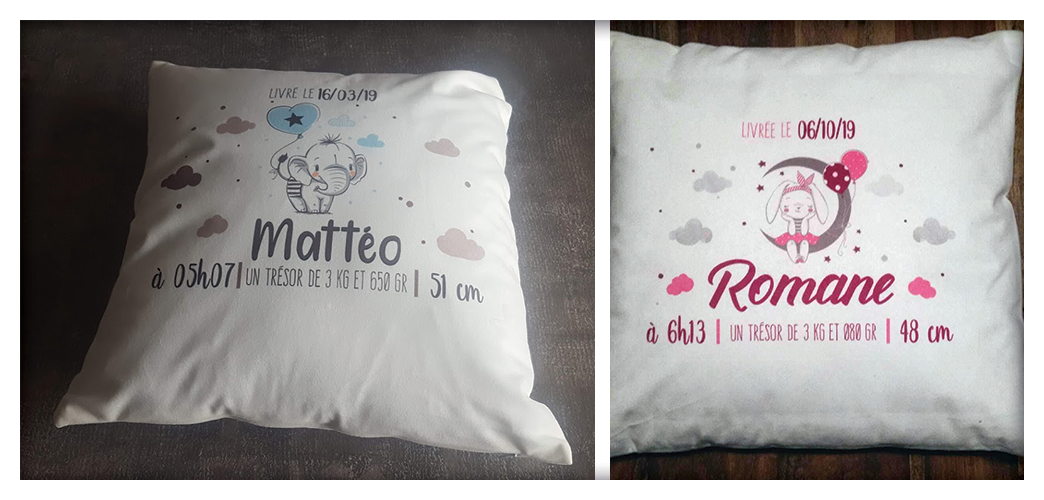 LIVRÉ LE 16/03/19
Mattéo
à 05h07 | UN TRÉSOR DE 3 KG ET 650 GR | 51 cm
LIVRÉE LE 06/10/19
Romane
à 6h13 | UN TRÉSOR DE 3 KG ET 080 GR | 48 cm